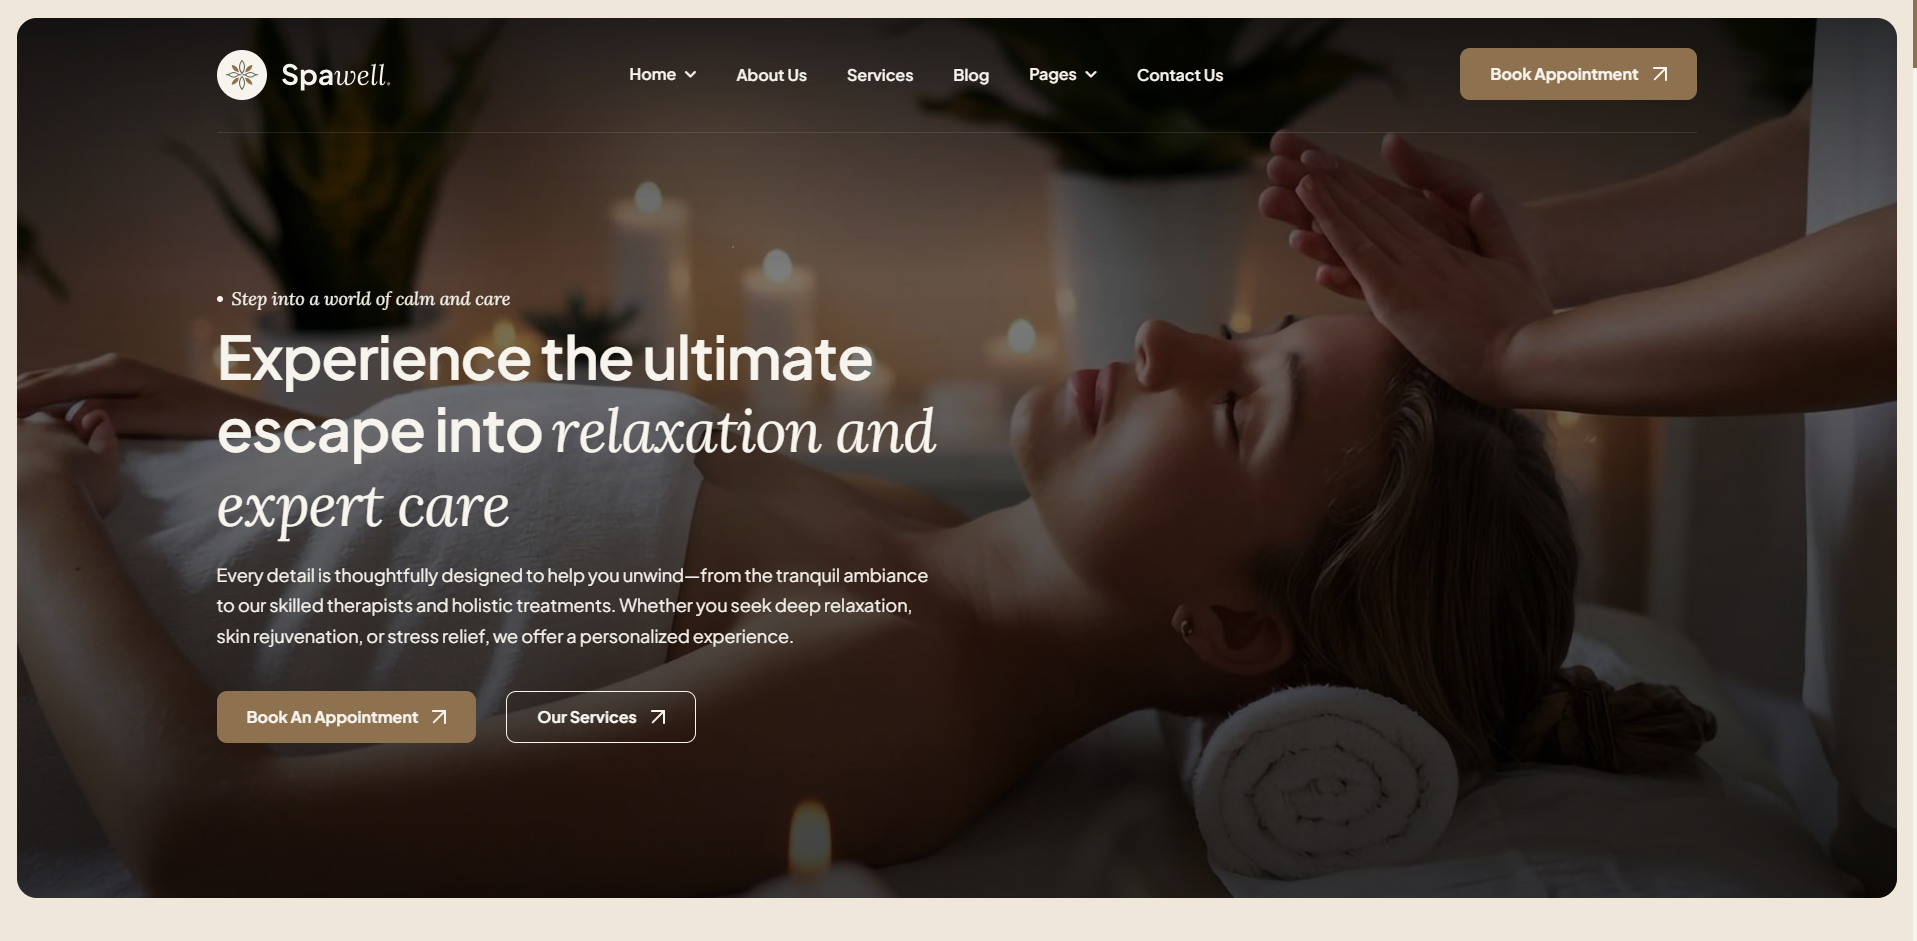 Spawell.
Home
About Us
Services
Blog
Pages
Contact Us
Book Appointment
Step into a world of calm and care
Experience the ultimate
escape into relaxation and
expert care
Every detail is thoughtfully designed to help you unwind—from the tranquil ambiance
to our skilled therapists and holistic treatments. Whether you seek deep relaxation,
skin rejuvenation, or stress relief, we offer a personalized experience.
Book An Appointment
Our Services